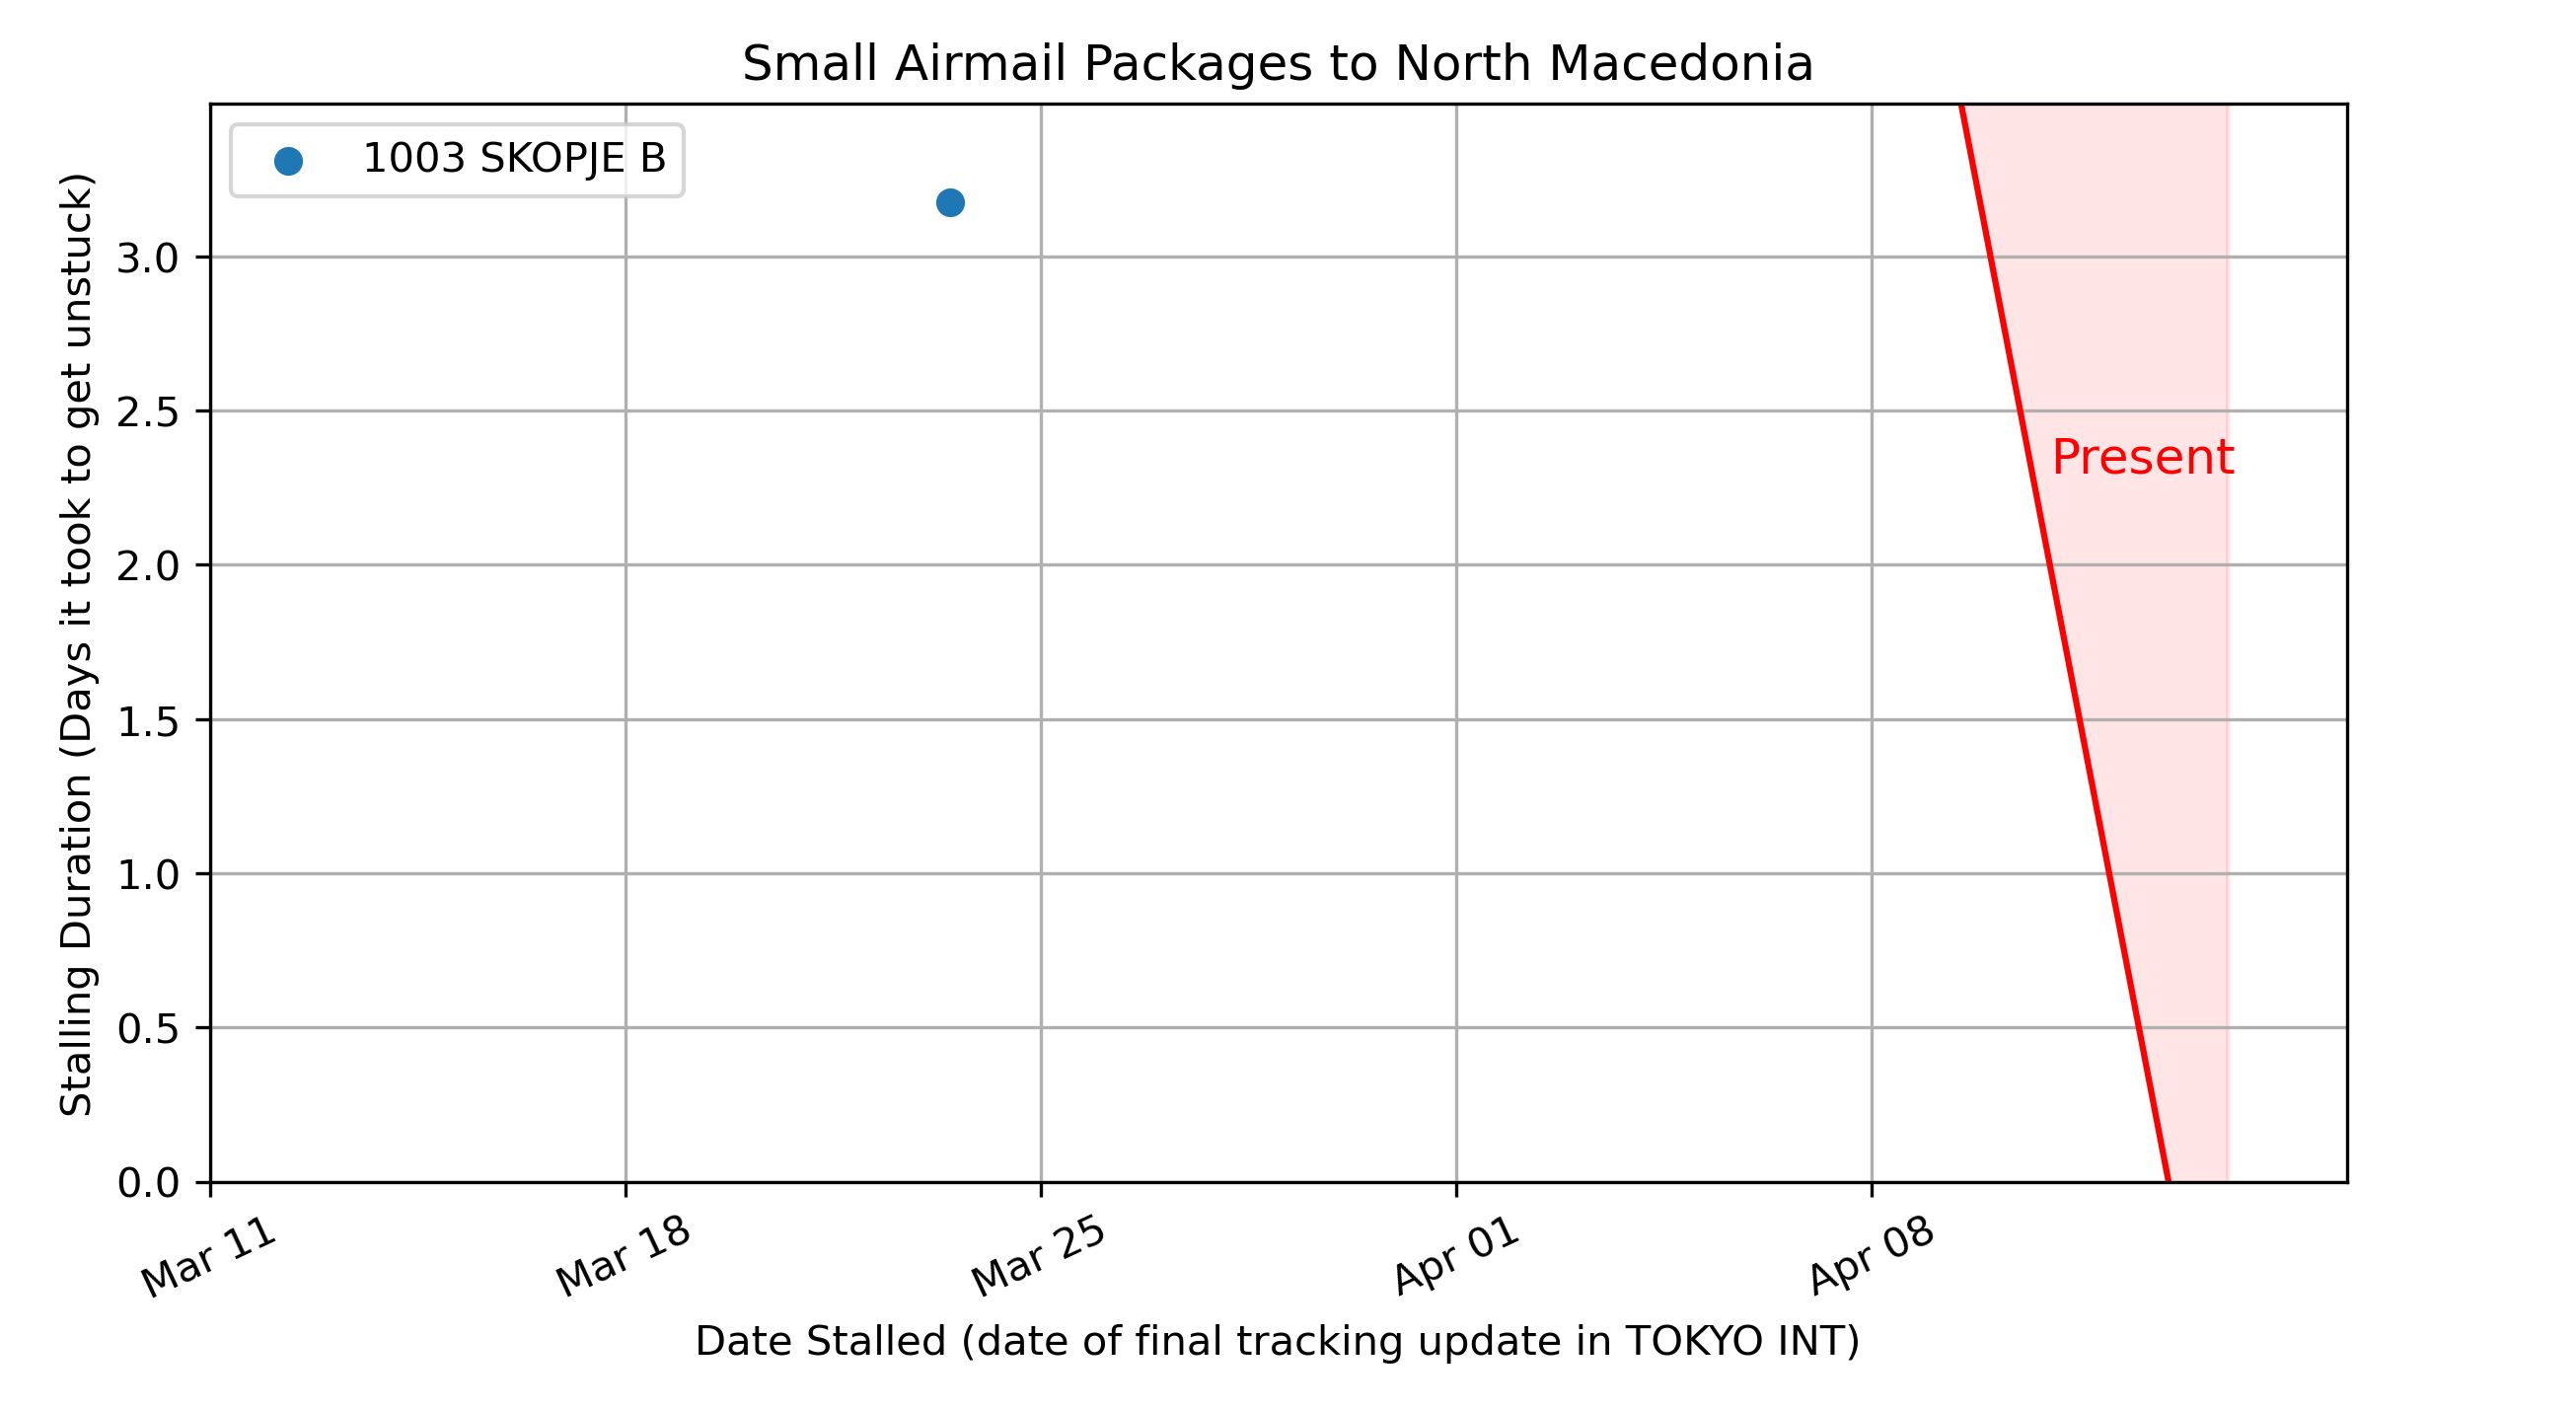 Small Airmail Packages to North Macedonia
1003 SKOPJE B
Stalling Duration (Days it took to get unstuck)
3.0
2.5
2.0
1.5
1.0
0.5
0.0
Present
Mar 11
Mar 18
Mar 25
Apr 01
Apr 08
Date Stalled (date of final tracking update in TOKYO INT)